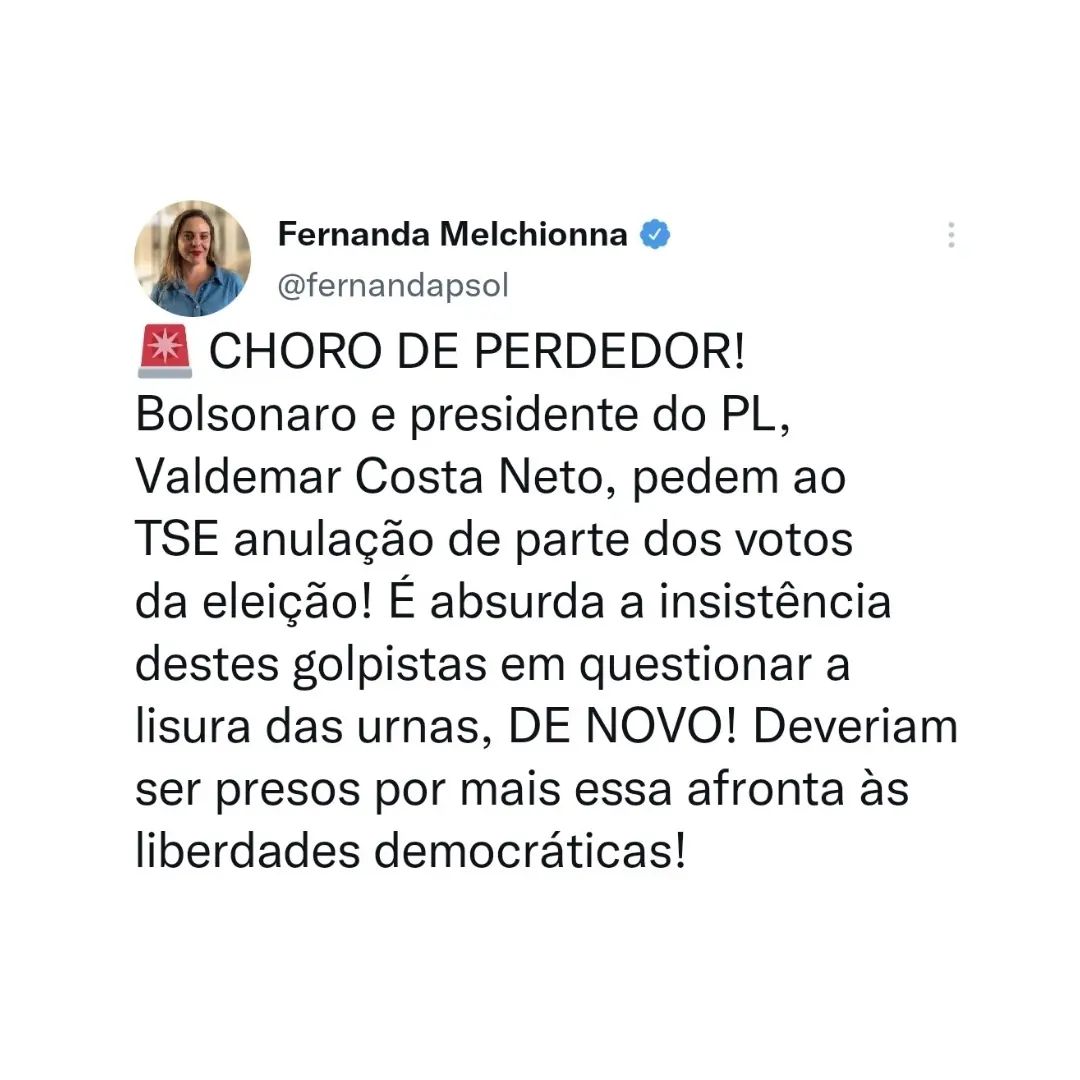 Fernanda Melchionna
@fernandapsol
🚨 CHORO DE PERDEDOR!
Bolsonaro e presidente do PL,
Valdemar Costa Neto, pedem ao
TSE anulação de parte dos votos
da eleição! É absurda a insistência
destes golpistas em questionar a
lisura das urnas, DE NOVO! Deveriam
ser presos por mais essa afronta às
liberdades democráticas!